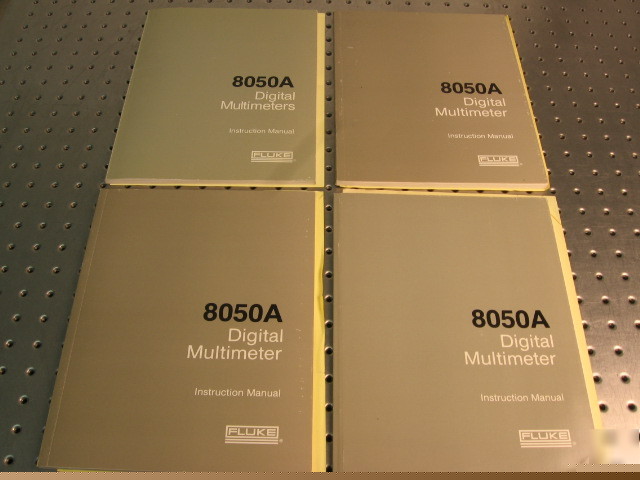 8050A
Digital
Multimeters
Instruction Manual
FLUKE
®
8050A
Digital
Multimeter
Instruction Manual
FLUKE
®
8050A
Digital
Multimeter
Instruction Manual
FLUKE
®
8050A
Digital
Multimeter
Instruction Manual
FLUKE
®